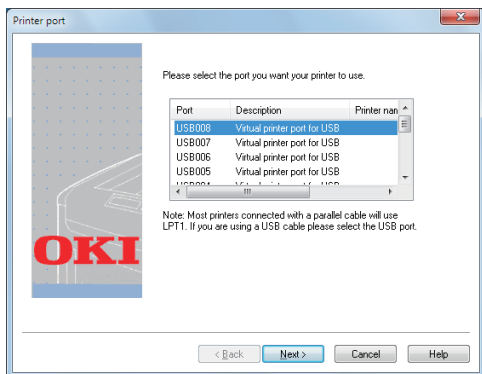 Printer port
Please select the port you want your printer to use.
Port Description Printer nan
USB008 Virtual printer port for USB
USB007 Virtual printer port for USB
USB006 Virtual printer port for USB
USB005 Virtual printer port for USB
Note: Most printers connected with a parallel cable will use
LPT1. If you are using a USB cable please select the USB port.
OKI
< Back Next > Cancel Help